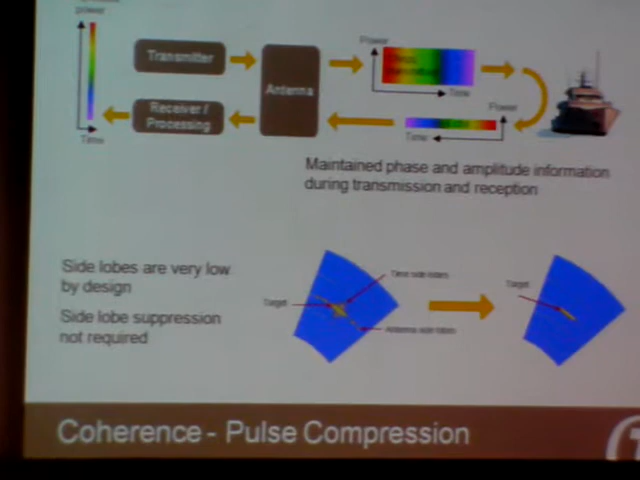 power
Transmitter
Antenna
Receiver /
Processing
Time
Power
Time
Power
Time
Maintained phase and amplitude information
during transmission and reception
Side lobes are very low
by design
Side lobe suppression
not required
Target
Time side lobes
Antenna side lobes
Target
Coherence - Pulse Compression